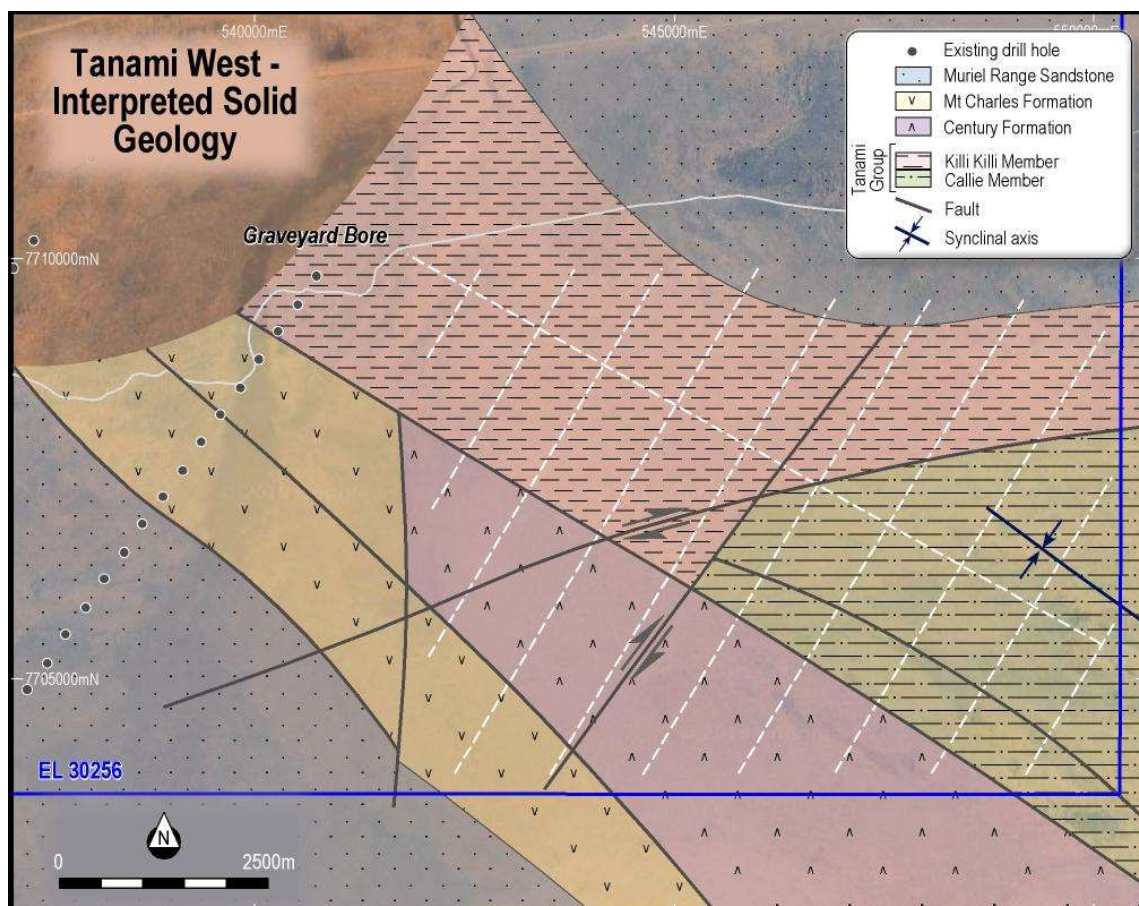 540000mE
545000mE
550000mE
Tanami West -
Interpreted Solid
Geology
Existing drill hole
Muriel Range Sandstone
Mt Charles Formation
Century Formation
Tanami
Group
Killi Killi Member
Callie Member
Fault
Synclinal axis
Graveyard Bore
7710000mN
7705000mN
EL 30256
N
0
2500m